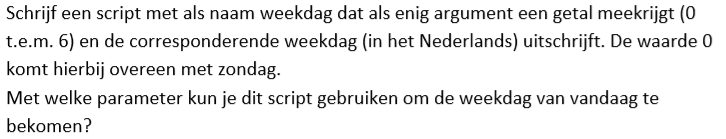 Schrijf een script met als naam weekdag dat als enig argument een getal meekrijgt (0
t.e.m. 6) en de corresponderende weekdag (in het Nederlands) uitschrijft. De waarde 0
komt hierbij overeen met zondag.
Met welke parameter kun je dit script gebruiken om de weekdag van vandaag te
bekomen?